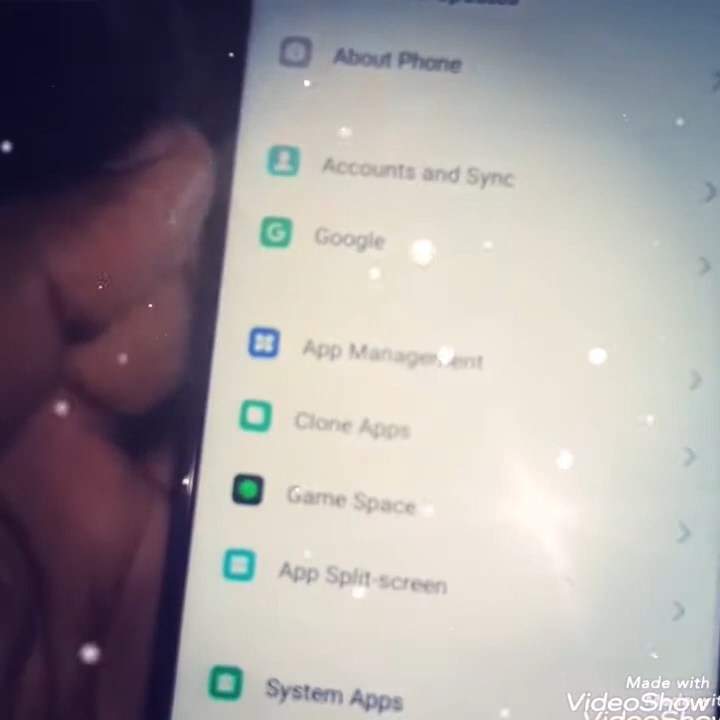 About Phone
Accounts and Sync
Google
App Management
Clone Apps
Game Space
App Split-screen
System Apps
Made with
VideoShow